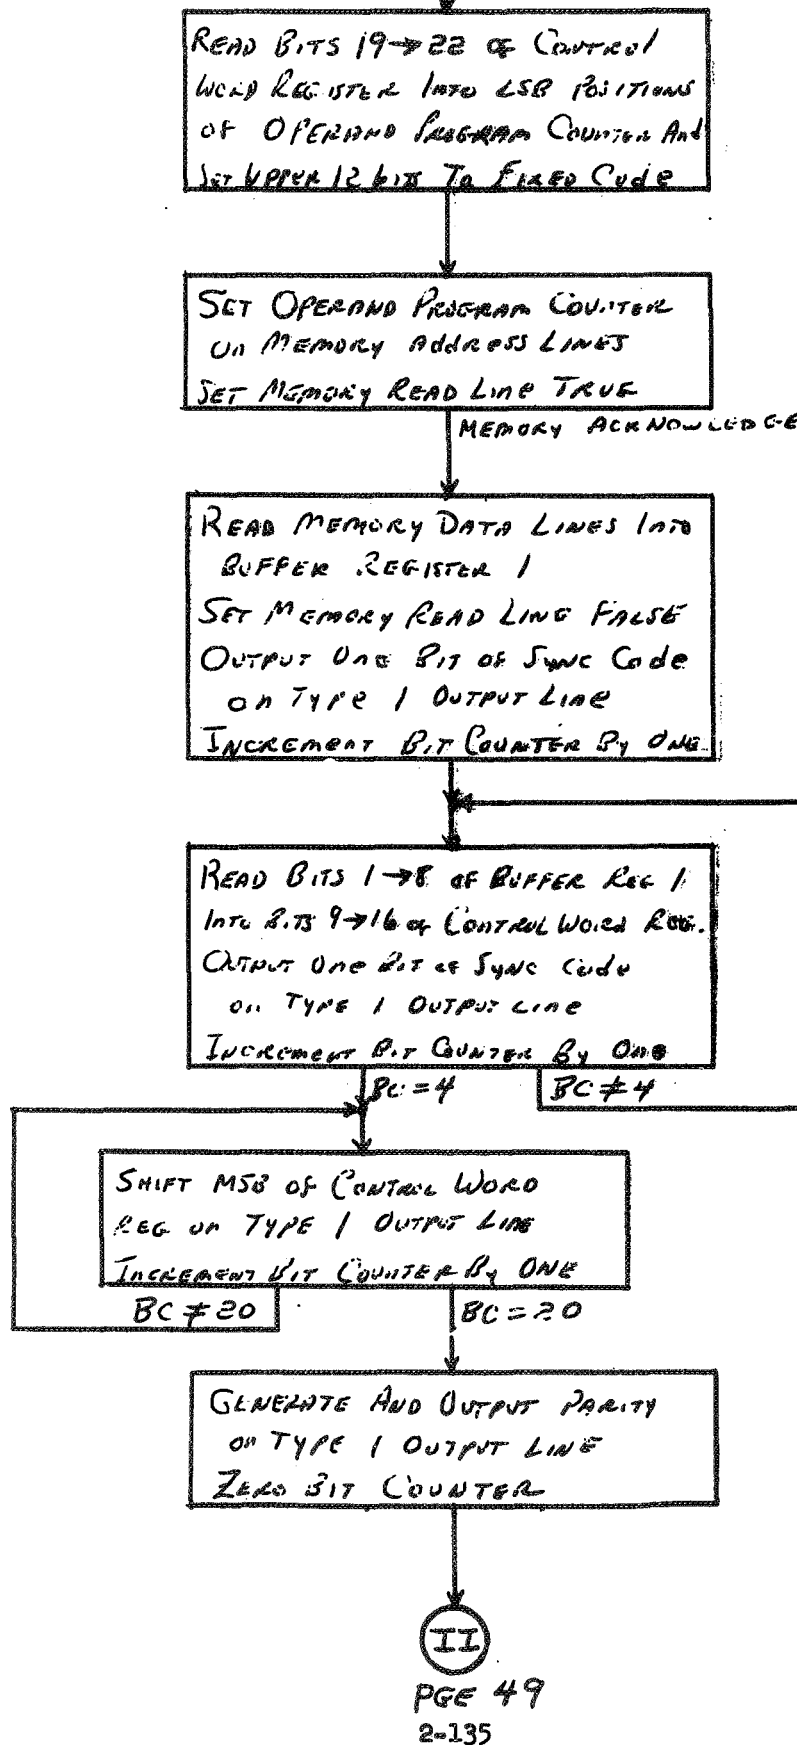 READ BITS 19→22 OF CONTROL
WORD REGISTER INTO LSB POSITIONS
OF OPERAND PROGRAM COUNTER And
SET UPPER 12 bits To FIXED Code
SET OPERAND PROGRAM COUNTER
On MEMORY Address LINES
SET MEMORY READ LINE TRUE
MEMORY ACKNOWLEDGE
READ MEMORY DATA LINES INTO
BUFFER REGISTER 1
SET MEMORY READ LINE FALSE
OUTPUT One BIT OF SYNC Code
on TYPE 1 OUTPUT LINE
INCREMENT BIT COUNTER By ONE
READ BITS 1→8 OF BUFFER REG 1
INTO BITS 9→16 of CONTROL WORD REG.
OUTPUT One BIT of SYNC Code
on TYPE 1 OUTPUT Line
INCREMENT BIT COUNTER By One
BC=4
BC≠4
SHIFT MSB OF CONTROL WORD
REG on TYPE 1 OUTPUT LINE
INCREMENT BIT COUNTER By ONE
BC≠20
BC=20
GENERATE AND OUTPUT PARITY
on TYPE 1 OUTPUT LINE
ZERO BIT COUNTER
II
PGE 49
2-135